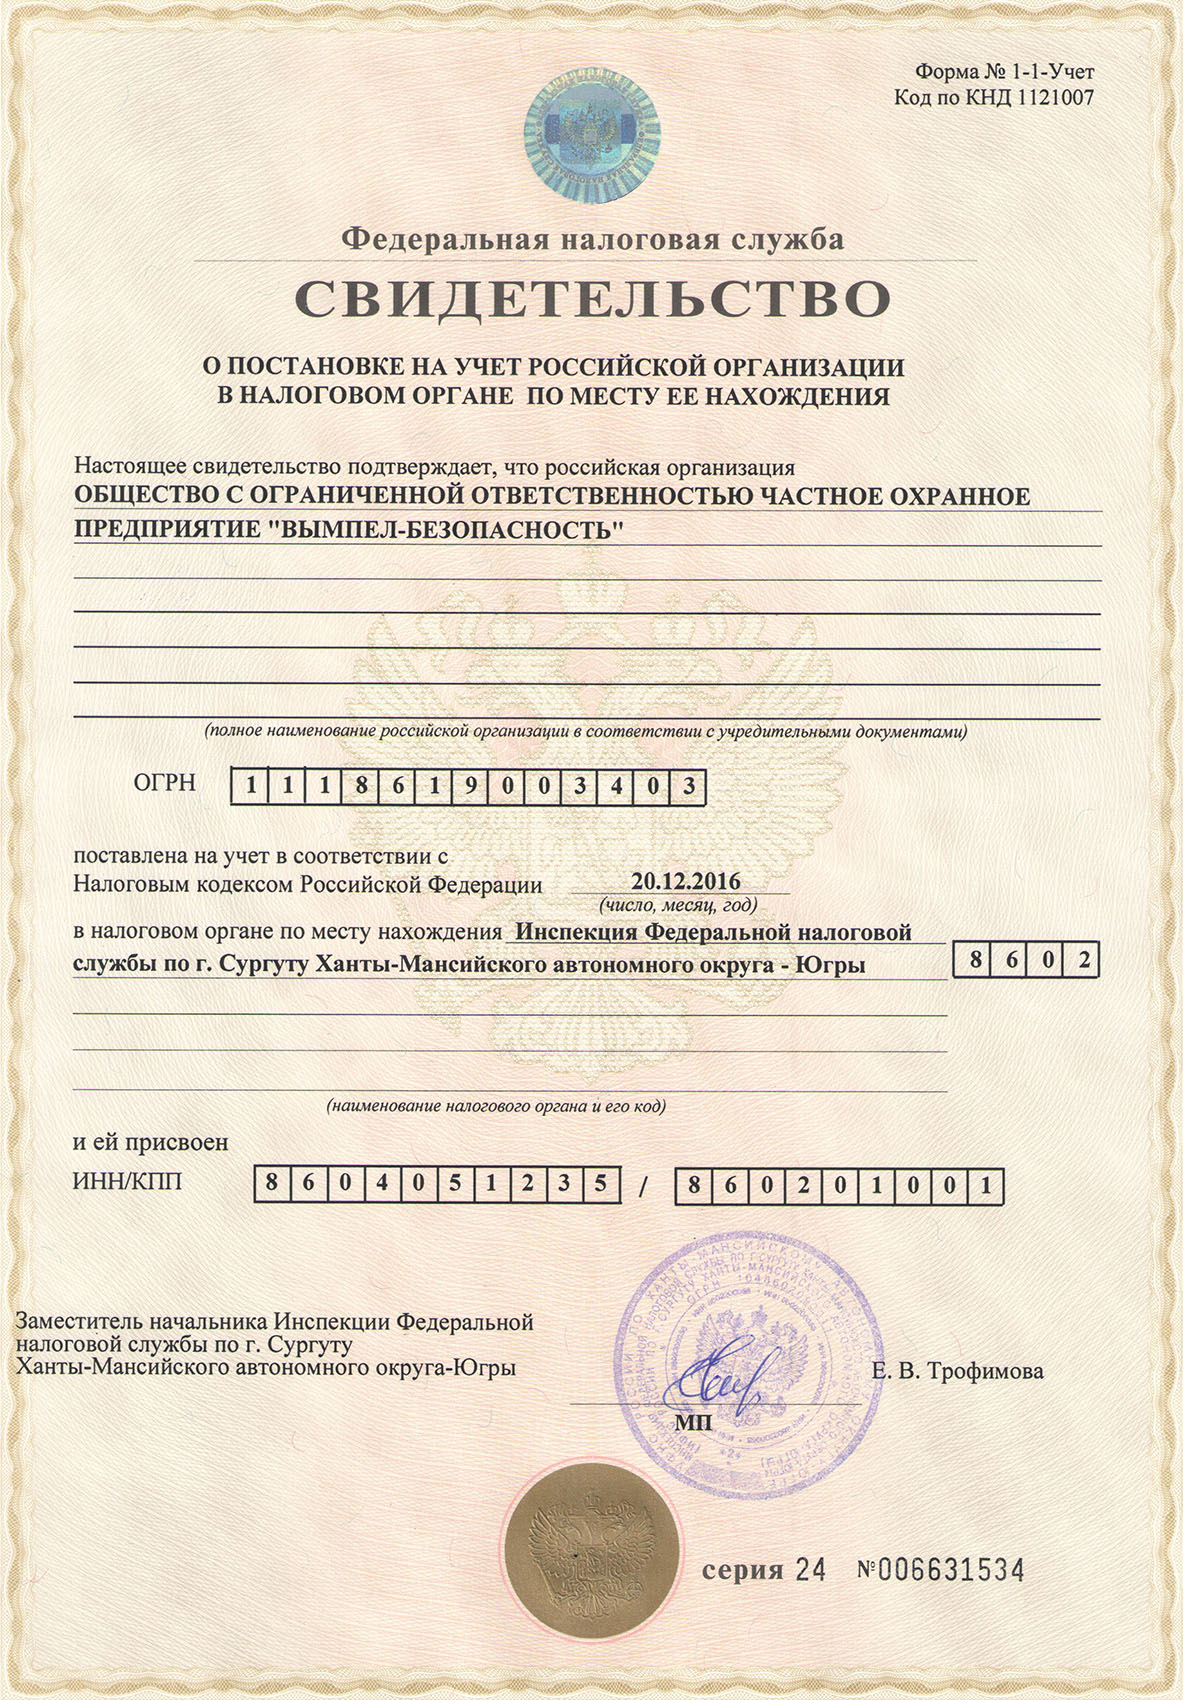 Форма № 1-1-Учет
Код по КНД 1121007
Федеральная налоговая служба
СВИДЕТЕЛЬСТВО
О ПОСТАНОВКЕ НА УЧЕТ РОССИЙСКОЙ ОРГАНИЗАЦИИ
В НАЛОГОВОМ ОРГАНЕ ПО МЕСТУ ЕЕ НАХОЖДЕНИЯ
Настоящее свидетельство подтверждает, что российская организация
ОБЩЕСТВО С ОГРАНИЧЕННОЙ ОТВЕТСТВЕННОСТЬЮ ЧАСТНОЕ ОХРАННОЕ
ПРЕДПРИЯТИЕ "ВЫМПЕЛ-БЕЗОПАСНОСТЬ"
(полное наименование российской организации в соответствии с учредительными документами)
ОГРН 1 1 1 8 6 1 9 0 0 3 4 0 3
поставлена на учет в соответствии с
Налоговым кодексом Российской Федерации 20.12.2016
(число, месяц, год)
в налоговом органе по месту нахождения Инспекция Федеральной налоговой
службы по г. Сургуту Ханты-Мансийского автономного округа - Югры 8 6 0 2
(наименование налогового органа и его код)
и ей присвоен
ИНН/КПП 8 6 0 4 0 5 1 2 3 5 / 8 6 0 2 0 1 0 0 1
Заместитель начальника Инспекции Федеральной
налоговой службы по г. Сургуту
Ханты-Мансийского автономного округа-Югры Е. В. Трофимова
МП
серия 24 №006631534